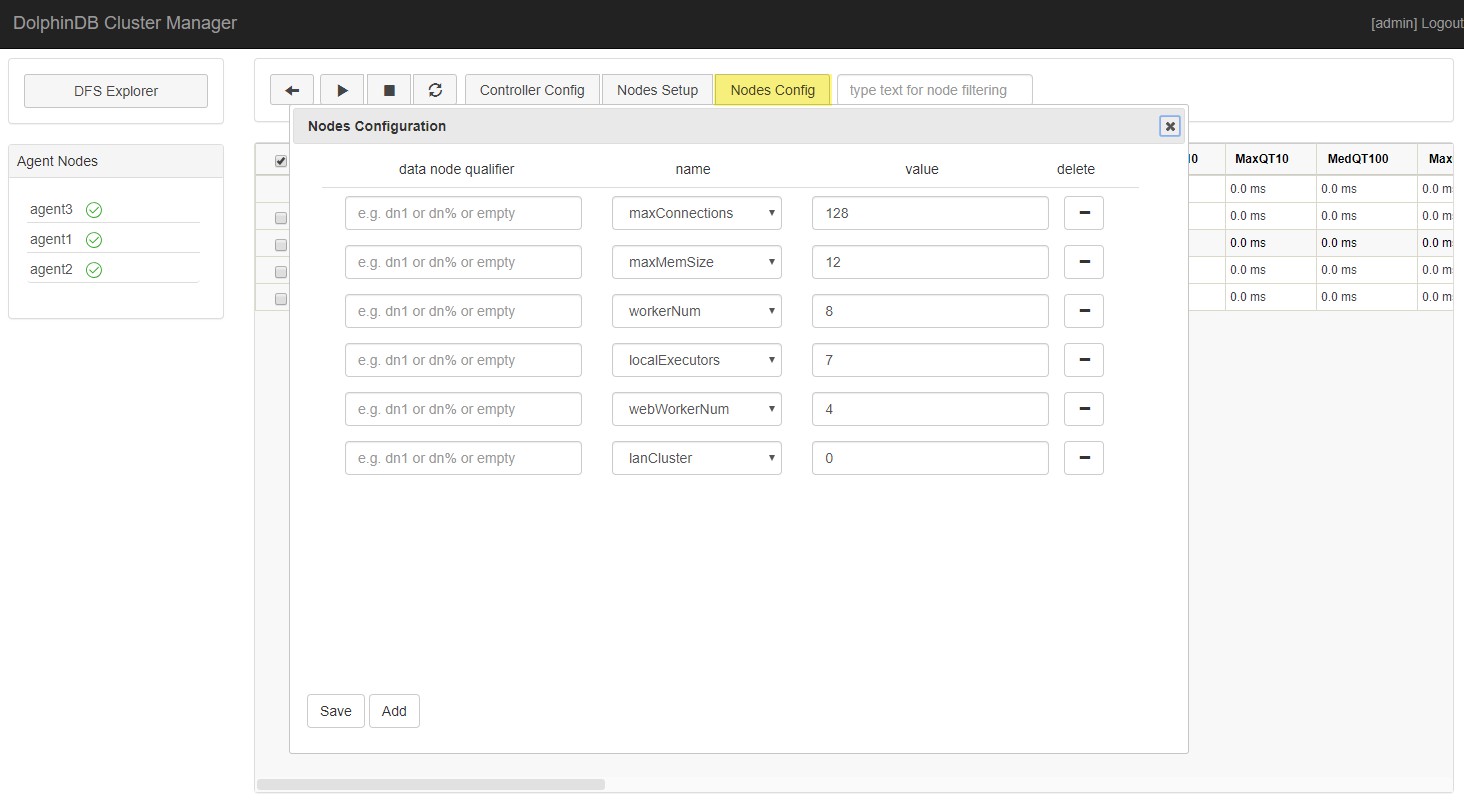 DolphinDB Cluster Manager
[admin] Logout
DFS Explorer
Controller Config
Nodes Setup
Nodes Config
type text for node filtering
Agent Nodes
agent3
agent1
agent2
Nodes Configuration
data node qualifier name value delete
e.g. dn1 or dn% or empty maxConnections 128
e.g. dn1 or dn% or empty maxMemSize 12
e.g. dn1 or dn% or empty workerNum 8
e.g. dn1 or dn% or empty localExecutors 7
e.g. dn1 or dn% or empty webWorkerNum 4
e.g. dn1 or dn% or empty lanCluster 0
Save Add
MaxQT10 MedQT100 Max
0.0 ms 0.0 ms 0.0 m
0.0 ms 0.0 ms 0.0 m
0.0 ms 0.0 ms 0.0 m
0.0 ms 0.0 ms 0.0 m
0.0 ms 0.0 ms 0.0 m